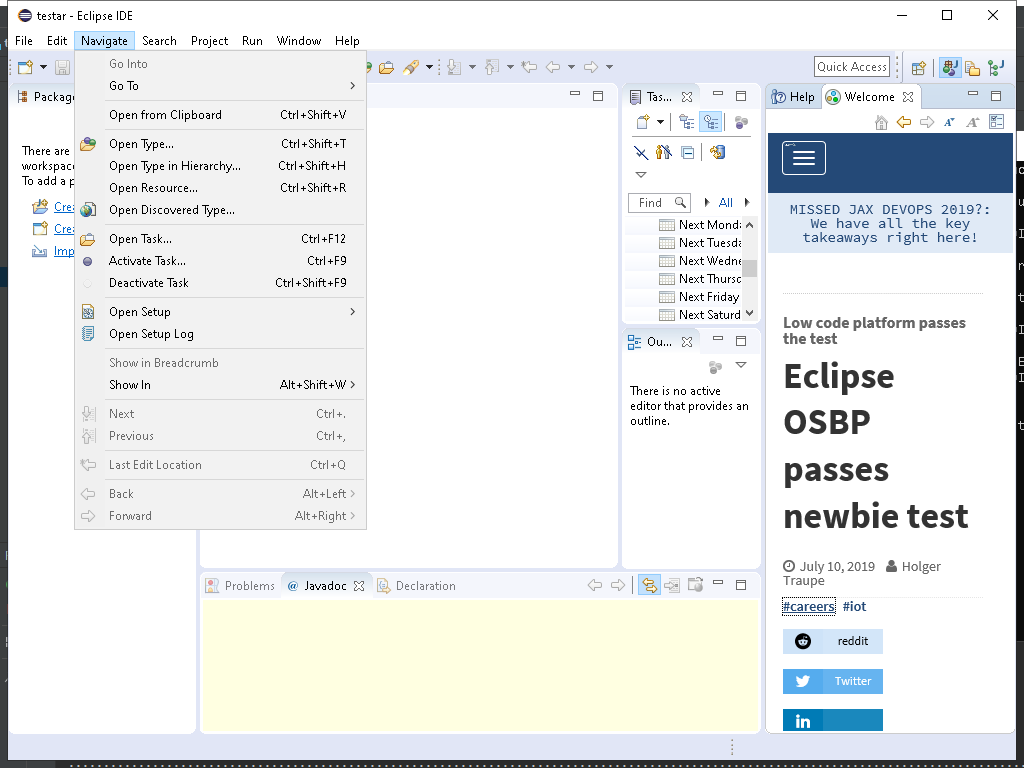 testar - Eclipse IDE
File Edit Navigate Search Project Run Window Help
Quick Access
Go Into
Go To
Open from Clipboard Ctrl+Shift+V
Open Type... Ctrl+Shift+T
Open Type in Hierarchy... Ctrl+Shift+H
Open Resource... Ctrl+Shift+R
Open Discovered Type...
Open Task... Ctrl+F12
Activate Task... Ctrl+F9
Deactivate Task Ctrl+Shift+F9
Open Setup
Open Setup Log
Show in Breadcrumb
Show In Alt+Shift+W
Next Ctrl+.
Previous Ctrl+,
Last Edit Location Ctrl+Q
Back Alt+Left
Forward Alt+Right
Packag
There are
workspac
To add a p
Crea
Crea
Imp
Tas...
Find All
Next Monda
Next Tuesda
Next Wedne
Next Thursd
Next Friday
Next Saturd
Ou...
There is no active
editor that provides an
outline.
Problems @ Javadoc Declaration
Help Welcome
MISSED JAX DEVOPS 2019?:
We have all the key
takeaways right here!
Low code platform passes
the test
Eclipse
OSBP
passes
newbie test
July 10, 2019 Holger
Traupe
#careers #iot
reddit
Twitter
in